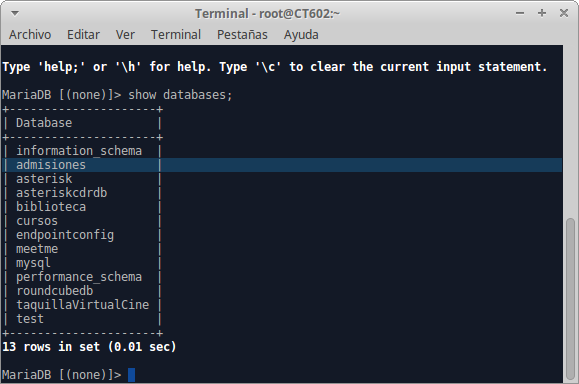 Terminal - root@CT602:~
Archivo Editar Ver Terminal Pestañas Ayuda
Type 'help;' or '\h' for help. Type '\c' to clear the current input statement.
MariaDB [(none)]> show databases;
+--------------------+
| Database           |
+--------------------+
| information_schema |
| admisiones         |
| asterisk           |
| asteriskcdrdb      |
| biblioteca         |
| cursos             |
| endpointconfig     |
| meetme             |
| mysql              |
| performance_schema |
| roundcubedb        |
| taquillaVirtualCine |
| test               |
+--------------------+
13 rows in set (0.01 sec)
MariaDB [(none)]>